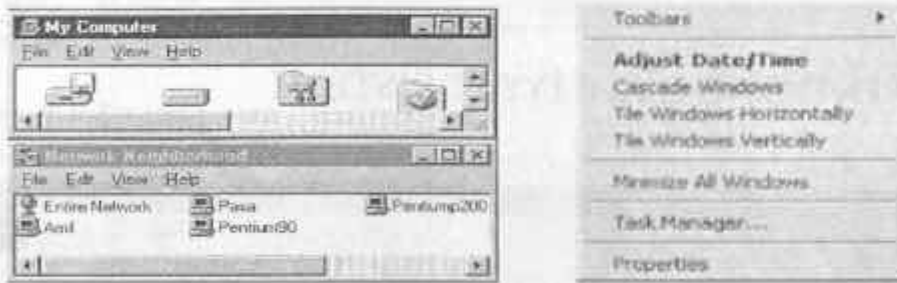 My Computer
File Edit View Help
Network Neighborhood
File Edit View Help
Entire Network Pasa Pentiump200
Anil Pentium90
Toolbars
Adjust Date/Time
Cascade Windows
Tile Windows Horizontally
Tile Windows Vertically
Minimize All Windows
Task Manager...
Properties